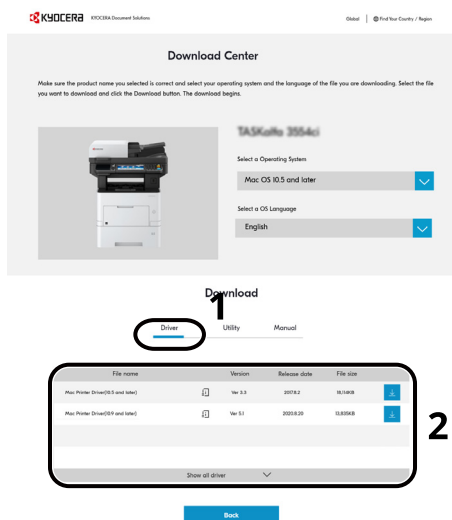 KYOCERA KYOCERA Document Solutions
Global Find Your Country / Region
Download Center
Make sure the product name you selected is correct and select your operating system and the language of the file you are downloading. Select the file
you want to download and click the Download button. The download begins.
TASKalfa 3554ci
Select a Operating System
Mac OS 10.5 and later
Select a OS Language
English
Download
1
Driver Utility Manual
File name Version Release date File size
Mac Printer Driver(10.5 and later) Ver 3.3 2017.8.2
Mac Printer Driver(10.9 and later) Ver 5.1 2020.8.20 13,835KB
2
Show all driver
Back